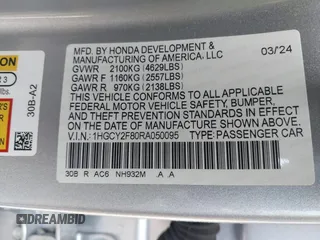 MFD. BY HONDA DEVELOPMENT &
MANUFACTURING OF AMERICA, LLC
03/24
GVWR 2100KG (4629LBS)
GAWR F 1160KG (2557LBS)
GAWR R 970KG (2138LBS)
THIS VEHICLE CONFORMS TO ALL APPLICABLE
FEDERAL MOTOR VEHICLE SAFETY, BUMPER,
AND THEFT PREVENTION STANDARDS IN EFFECT
ON THE DATE OF MANUFACTURE SHOWN ABOVE.
V.I.N.: 1HGCY2F80RA050095 TYPE: PASSENGER CAR
30B R AC6 NH932M .A .A
30B-A2
R 3
lbs.
DREAMBID